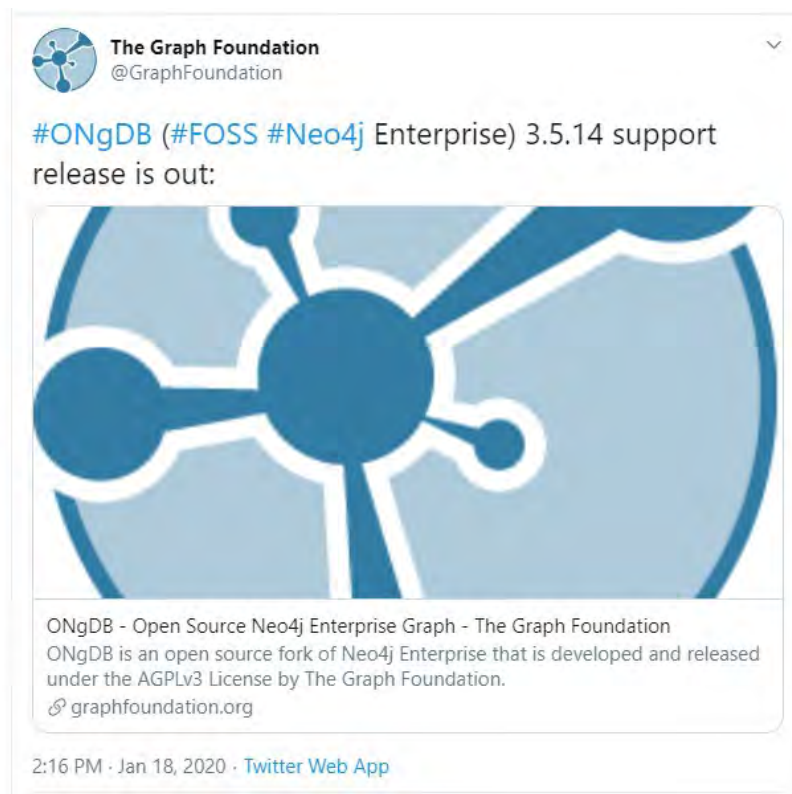 The Graph Foundation
@GraphFoundation
#ONgDB (#FOSS #Neo4j Enterprise) 3.5.14 support
release is out:
ONgDB - Open Source Neo4j Enterprise Graph - The Graph Foundation
ONgDB is an open source fork of Neo4j Enterprise that is developed and released
under the AGPLv3 License by The Graph Foundation.
graphfoundation.org
2:16 PM · Jan 18, 2020 · Twitter Web App